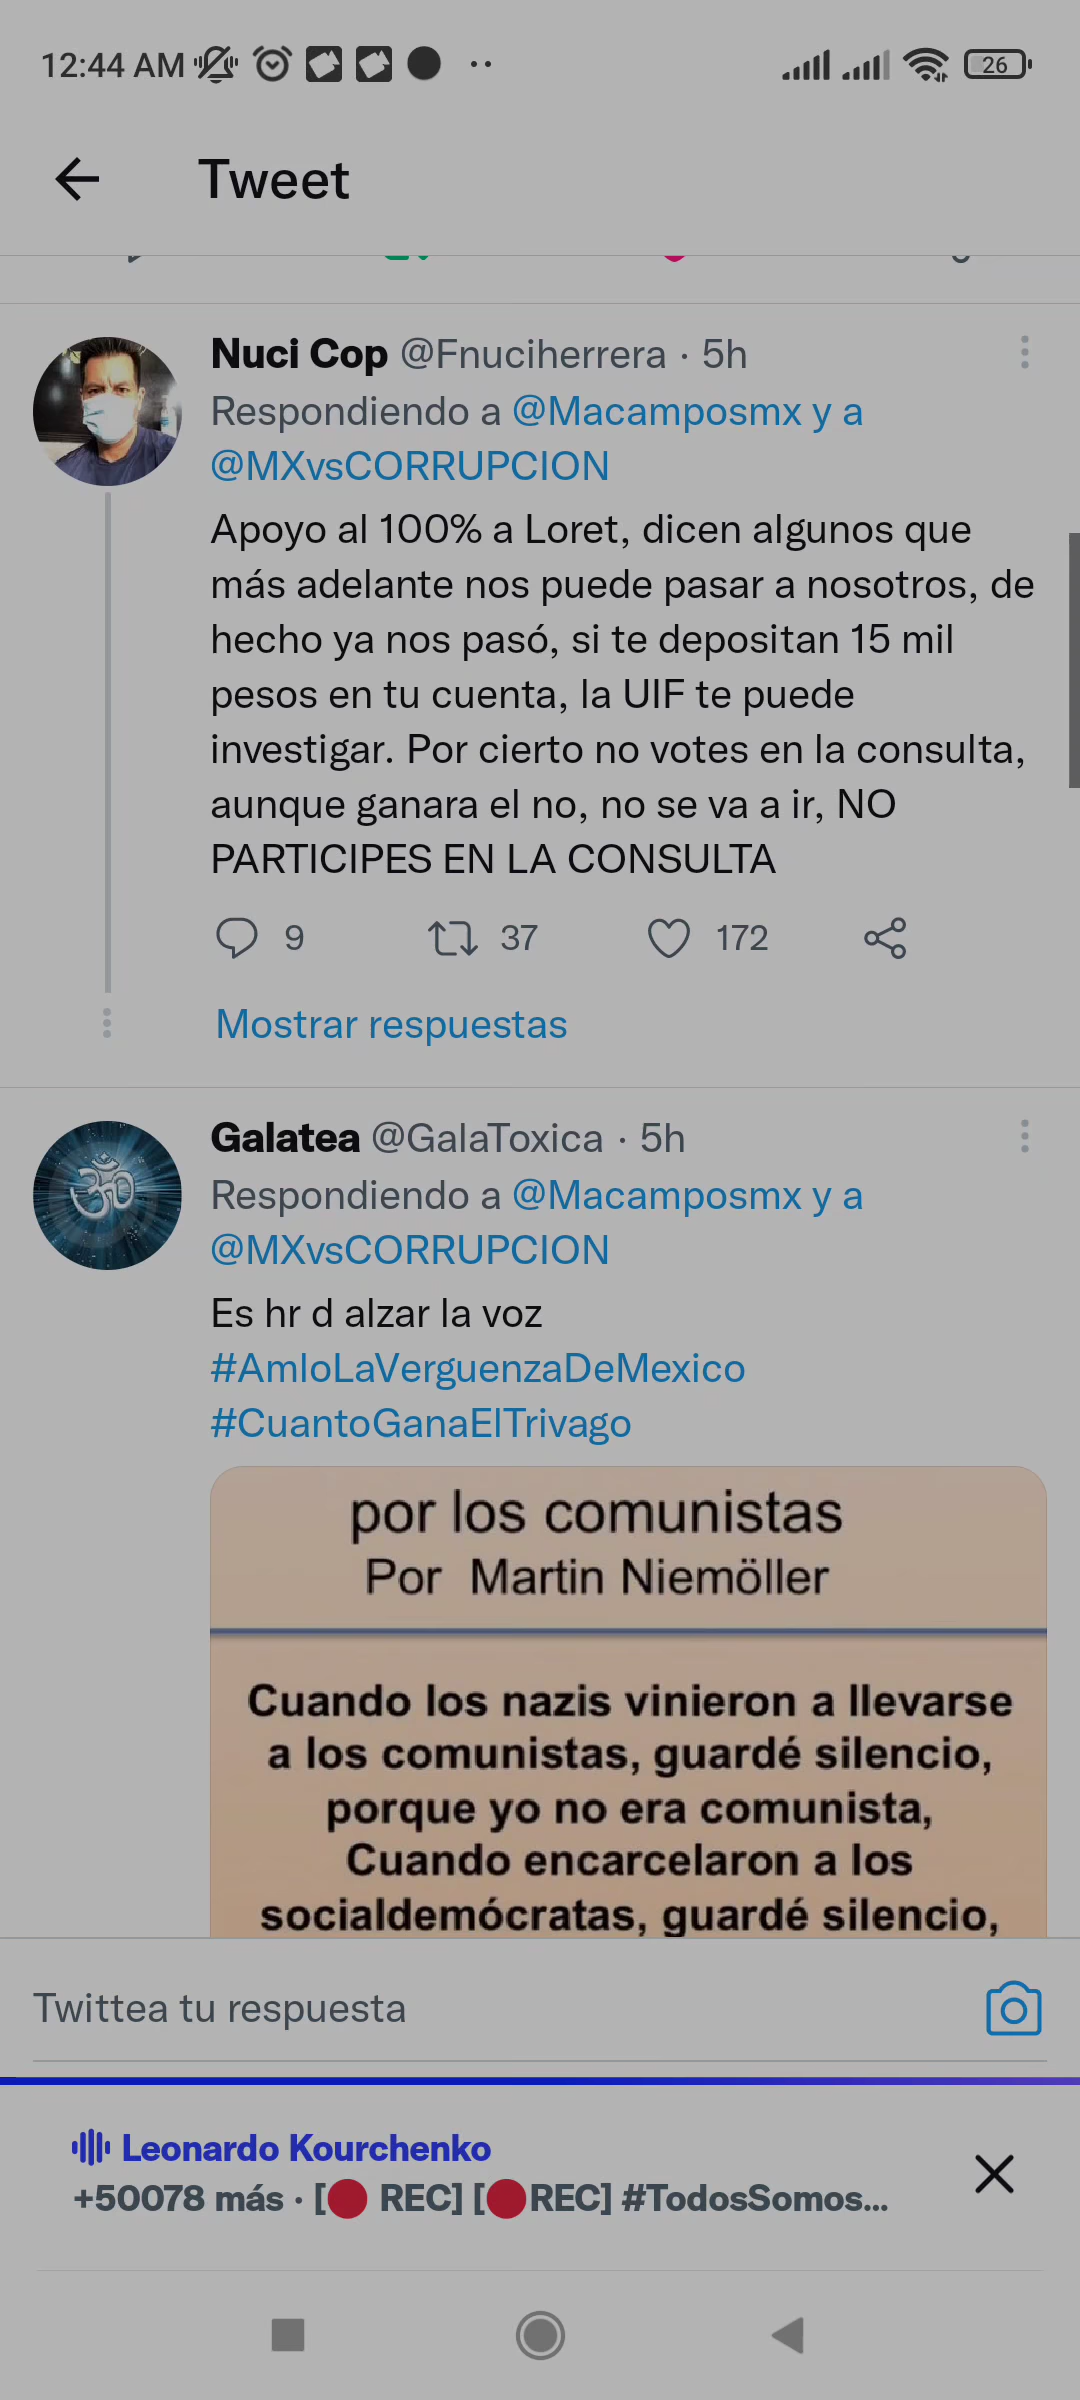 12:44 AM
26
Tweet
Nuci Cop @Fnuciherrera · 5h
Respondiendo a @Macamposmx y a
@MXvsCORRUPCION
Apoyo al 100% a Loret, dicen algunos que
más adelante nos puede pasar a nosotros, de
hecho ya nos pasó, si te depositan 15 mil
pesos en tu cuenta, la UIF te puede
investigar. Por cierto no votes en la consulta,
aunque ganara el no, no se va a ir, NO
PARTICIPES EN LA CONSULTA
9 37 172
Mostrar respuestas
Galatea @GalaToxica · 5h
Respondiendo a @Macamposmx y a
@MXvsCORRUPCION
Es hr d alzar la voz
#AmloLaVerguenzaDeMexico
#CuantoGanaElTrivago
por los comunistas
Por Martin Niemöller
Cuando los nazis vinieron a llevarse
a los comunistas, guardé silencio,
porque yo no era comunista,
Cuando encarcelaron a los
socialdemócratas, guardé silencio,
Twittea tu respuesta
Leonardo Kourchenko
+50078 más · [🔴 REC] [🔴REC] #TodosSomos...